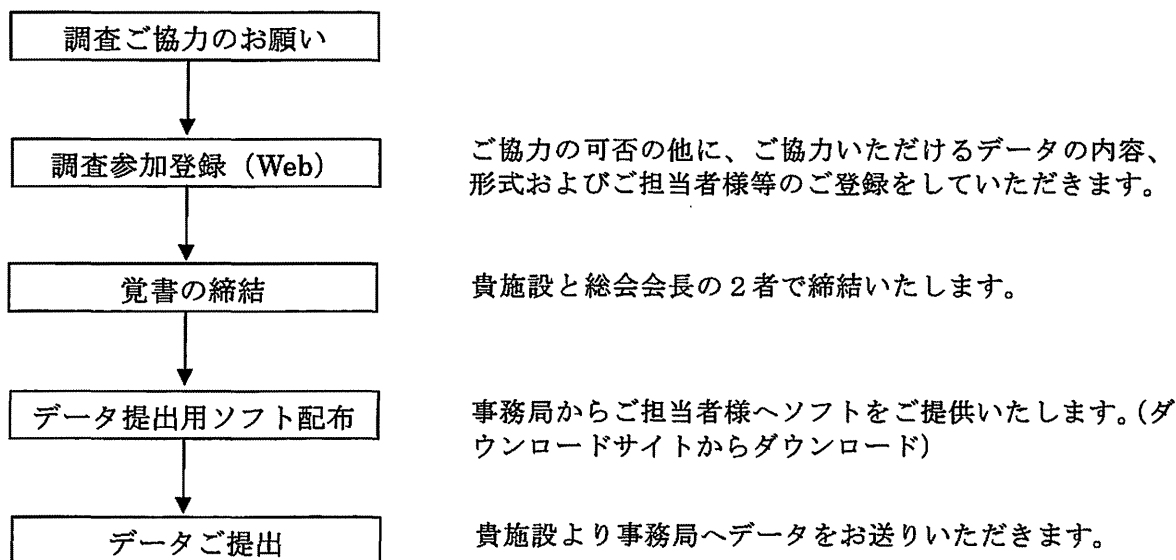 調査ご協力のお願い
調査参加登録（Web）
ご協力の可否の他に、ご協力いただけるデータの内容、
形式およびご担当者様等のご登録をしていただきます。
覚書の締結
貴施設と総会会長の２者で締結いたします。
データ提出用ソフト配布
事務局からご担当者様へソフトをご提供いたします。（ダ
ウンロードサイトからダウンロード）
データご提出
貴施設より事務局へデータをお送りいただきます。